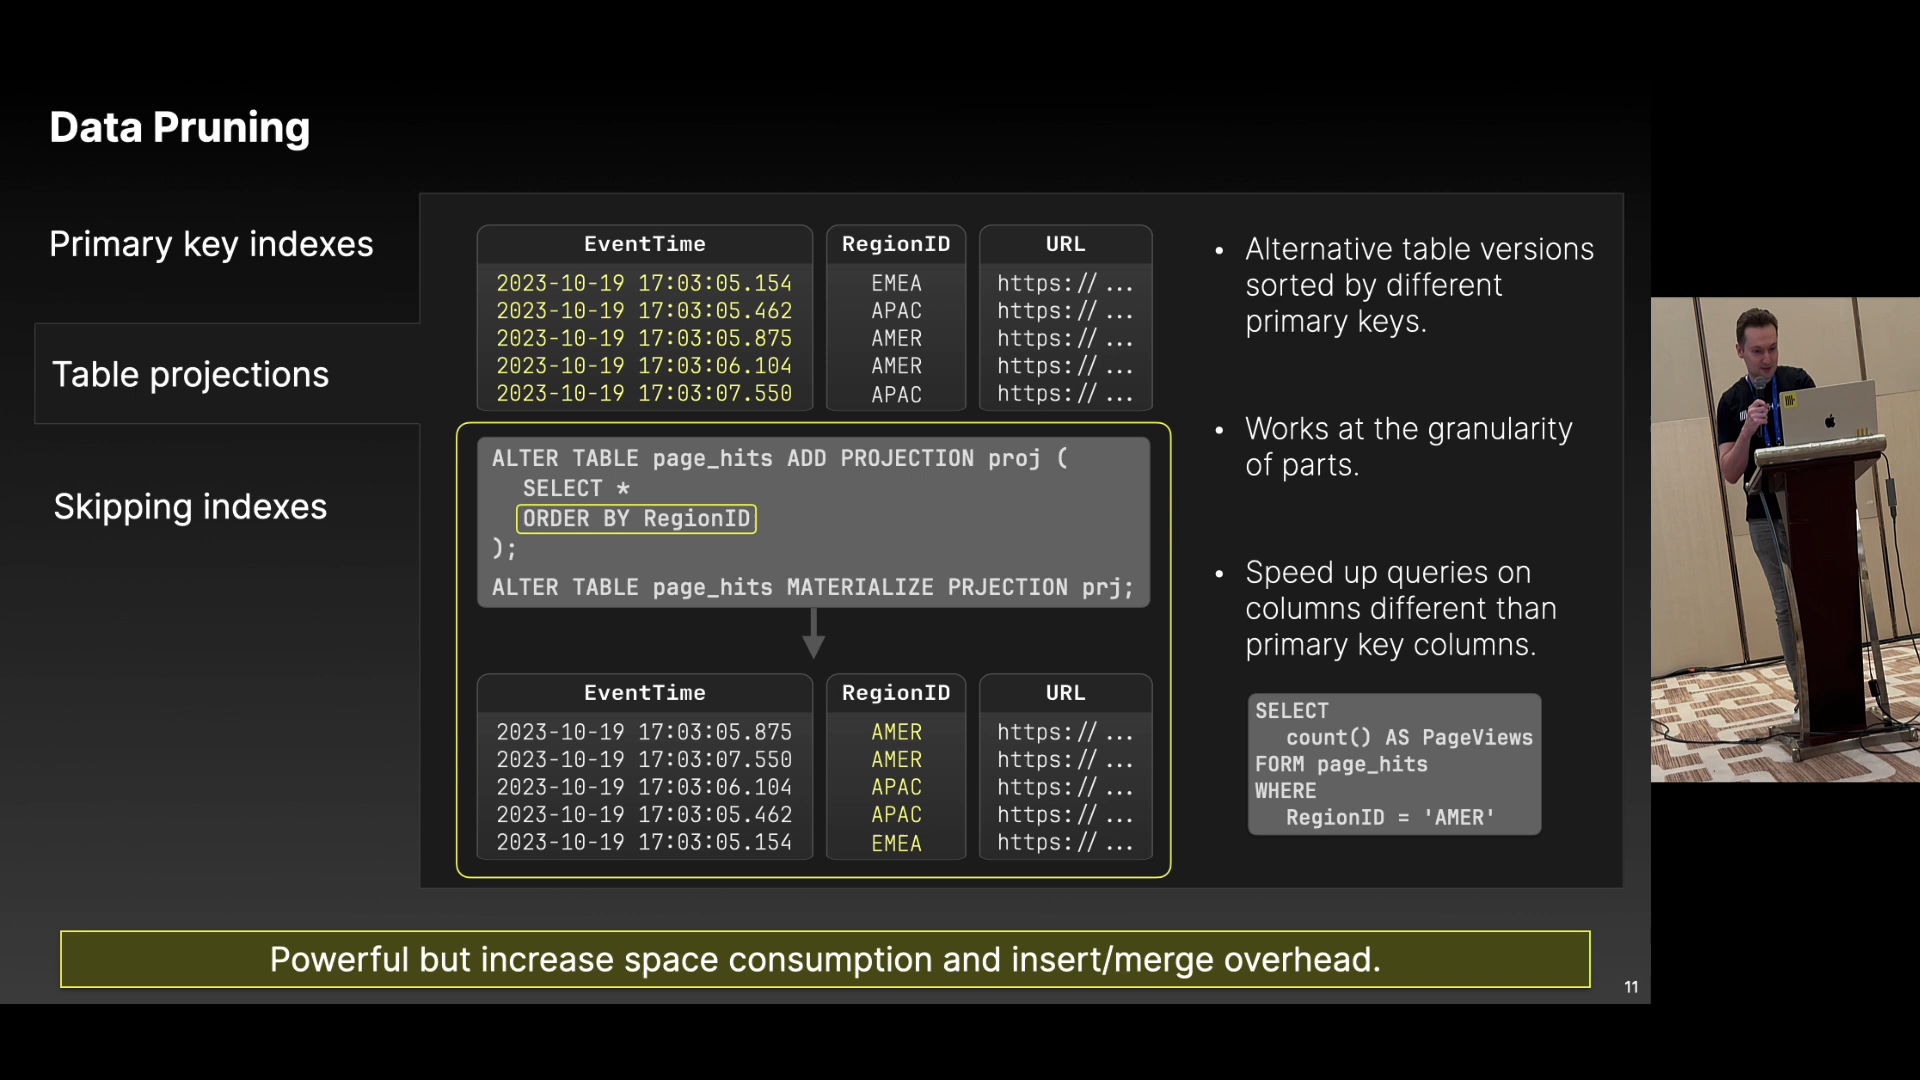 Data Pruning
Primary key indexes
Table projections
Skipping indexes
EventTime RegionID URL
2023-10-19 17:03:05.154 EMEA https:// ...
2023-10-19 17:03:05.462 APAC https:// ...
2023-10-19 17:03:05.875 AMER https:// ...
2023-10-19 17:03:06.104 AMER https:// ...
2023-10-19 17:03:07.550 APAC https:// ...
ALTER TABLE page_hits ADD PROJECTION proj (
SELECT *
ORDER BY RegionID
);
ALTER TABLE page_hits MATERIALIZE PRJECTION prj;
EventTime RegionID URL
2023-10-19 17:03:05.875 AMER https:// ...
2023-10-19 17:03:07.550 AMER https:// ...
2023-10-19 17:03:06.104 APAC https:// ...
2023-10-19 17:03:05.462 APAC https:// ...
2023-10-19 17:03:05.154 EMEA https:// ...
• Alternative table versions
sorted by different
primary keys.
• Works at the granularity
of parts.
• Speed up queries on
columns different than
primary key columns.
SELECT
count() AS PageViews
FORM page_hits
WHERE
RegionID = 'AMER'
Powerful but increase space consumption and insert/merge overhead.
11